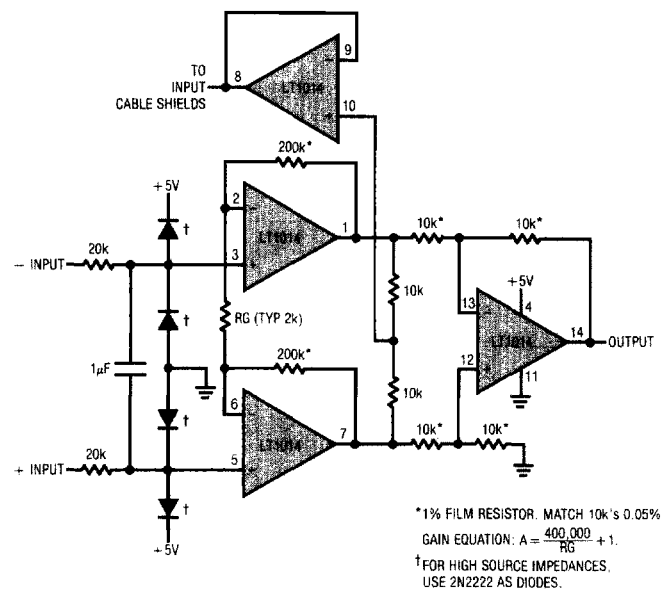 9
TO
INPUT
CABLE SHIELDS
8
LT1014
−
+
10
200k*
+5V
†
2
−
LT1014
1
10k*
10k*
20k
− INPUT
3
+
+5V
10k
13
−
4
†
RG (TYP 2k)
LT1014
14
OUTPUT
1µF
200k*
12
+
11
10k
†
6
−
LT1014
7
10k*
10k*
20k
+ INPUT
5
+
†
+5V
*1% FILM RESISTOR. MATCH 10k's 0.05%
GAIN EQUATION: A = 400,000
RG
+ 1.
†FOR HIGH SOURCE IMPEDANCES,
USE 2N2222 AS DIODES.